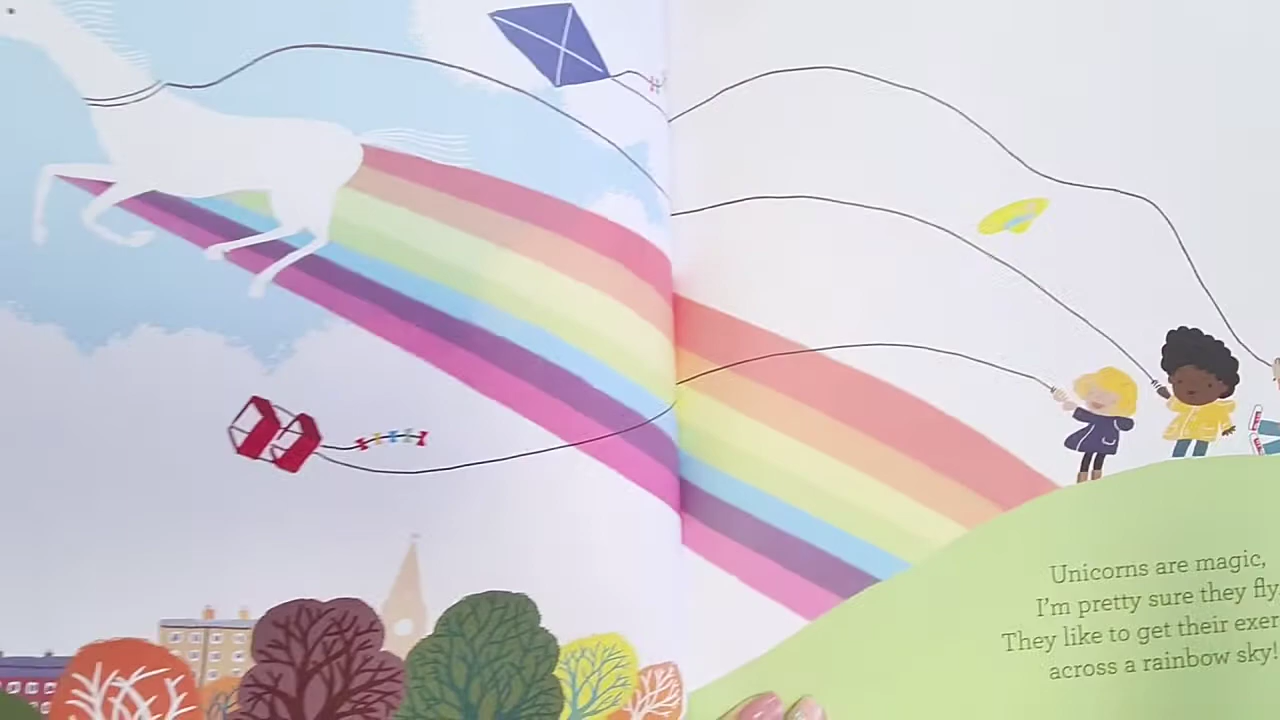 Unicorns are magic,
I'm pretty sure they fly.
They like to get their
across a rainbow sky!